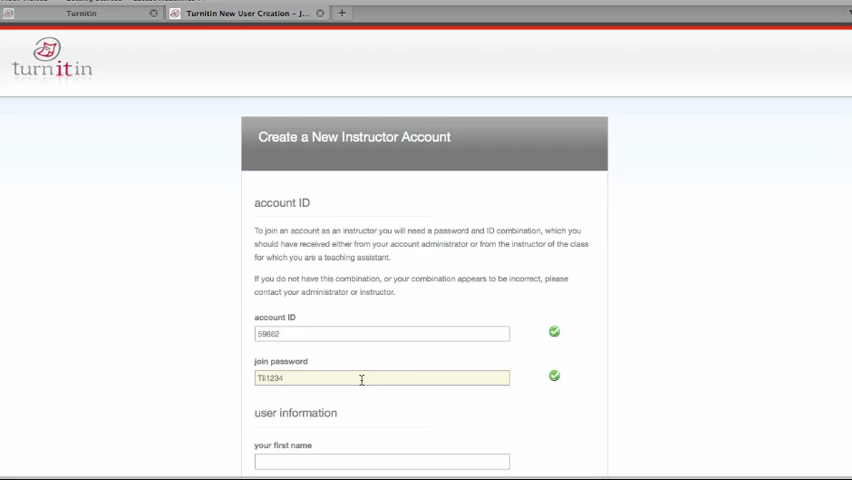 Turnitin
Turnitin New User Creation – J...
turnitin
Create a New Instructor Account
account ID
To join an account as an instructor you will need a password and ID combination, which you
should have received either from your account administrator or from the instructor of the class
for which you are a teaching assistant.
If you do not have this combination, or your combination appears to be incorrect, please
contact your administrator or instructor.
account ID
59862
join password
Tii1234
user information
your first name